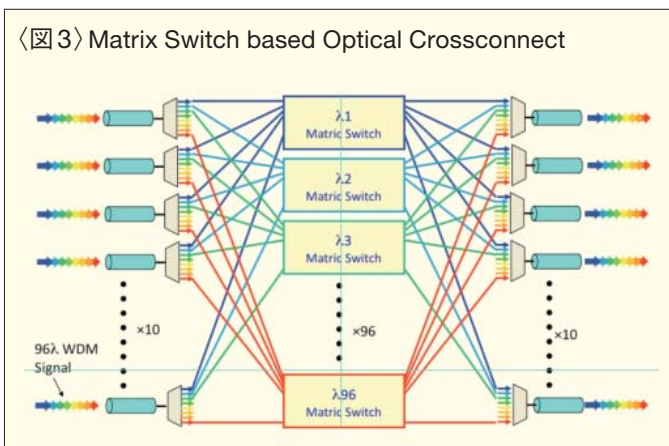 〈図3〉Matrix Switch based Optical Crossconnect
λ1
Matric Switch
λ2
Matric Switch
λ3
Matric Switch
×10
×96
×10
96λ WDM
Signal
λ96
Matric Switch